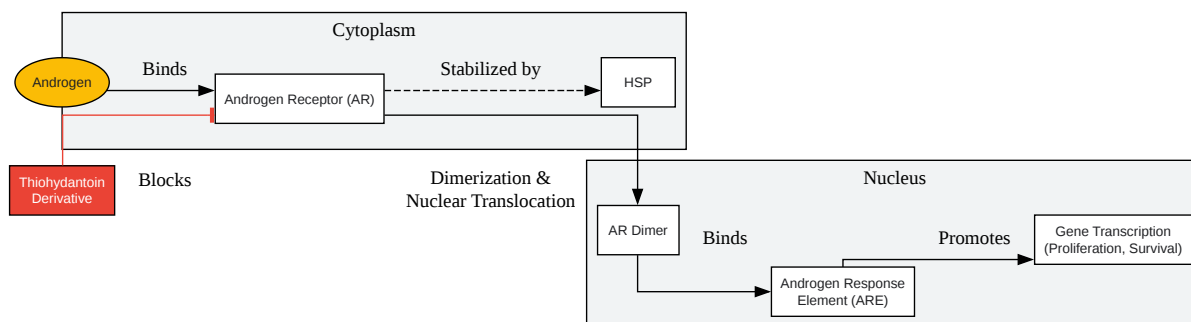 Cytoplasm
Androgen
Binds
Androgen Receptor (AR)
Stabilized by
HSP
Thiohydantoin
Derivative
Blocks
Dimerization &
Nuclear Translocation
Nucleus
AR Dimer
Binds
Androgen Response
Element (ARE)
Promotes
Gene Transcription
(Proliferation, Survival)